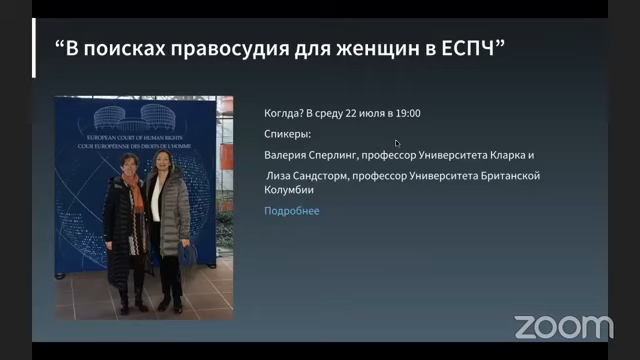 “В поисках правосудия для женщин в ЕСПЧ”
EUROPEAN COURT OF HUMAN RIGHTS
COUR EUROPÉENNE DES DROITS DE L'HOMME
Коглда? В среду 22 июля в 19:00
Спикеры:
Валерия Сперлинг, профессор Университета Кларка и
Лиза Сандсторм, профессор Университета Британской
Колумбии
Подробнее
zoom